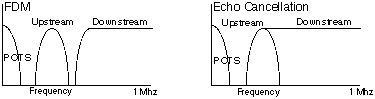 FDM
Upstream
Downstream
POTS
Frequency
1 Mhz
Echo Cancellation
Upstream
Downstream
POTS
Frequency
1 Mhz